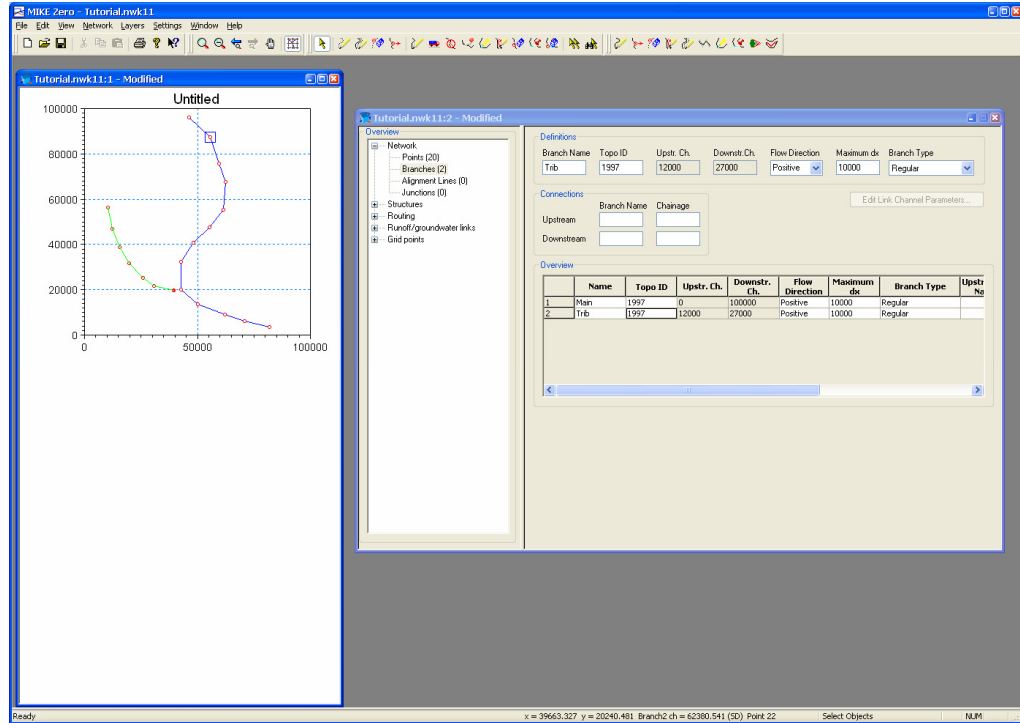 MIKE Zero - Tutorial.nwk11
File Edit View Network Layers Settings Window Help
Tutorial.nwk11:1 - Modified
Untitled
100000
80000
60000
40000
20000
0
0 50000 100000
Tutorial.nwk11:2 - Modified
Overview
Network
Points (20)
Branches (2)
Alignment Lines (0)
Junctions (0)
Structures
Routing
Runoff/groundwater links
Grid points
Definitions
Branch Name Topo ID Upstr. Ch. Downstr.Ch. Flow Direction Maximum dx Branch Type
Trib 1997 12000 27000 Positive 10000 Regular
Connections
Branch Name Chainage
Upstream
Downstream
Edit Link Channel Parameters...
Overview
Name Topo ID Upstr. Ch. Downstr. Ch. Flow Direction Maximum dx Branch Type Upstr Na
1 Main 1997 0 100000 Positive 10000 Regular
2 Trib 1997 12000 27000 Positive 10000 Regular
Ready x = 39663.327 y = 20240.481 Branch2 ch = 62380.541 (SD) Point 22 Select Objects NUM